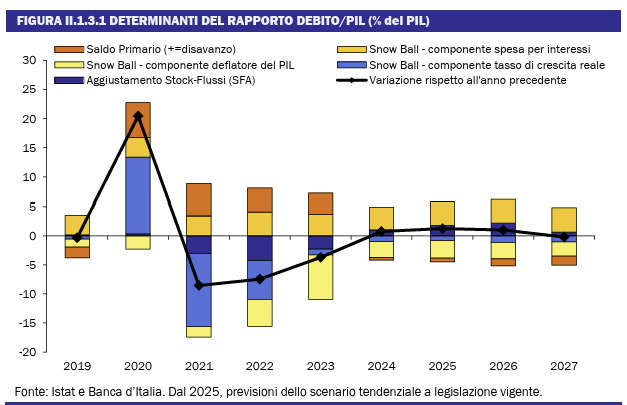 FIGURA II.1.3.1 DETERMINANTI DEL RAPPORTO DEBITO/PIL (% del PIL)
Saldo Primario (+=disavanzo)
Snow Ball - componente spesa per interessi
Snow Ball - componente deflatore del PIL
Snow Ball - componente tasso di crescita reale
Aggiustamento Stock-Flussi (SFA)
Variazione rispetto all'anno precedente
30
25
20
15
10
5
0
-5
-10
-15
-20
2019 2020 2021 2022 2023 2024 2025 2026 2027
Fonte: Istat e Banca d'Italia. Dal 2025, previsioni dello scenario tendenziale a legislazione vigente.